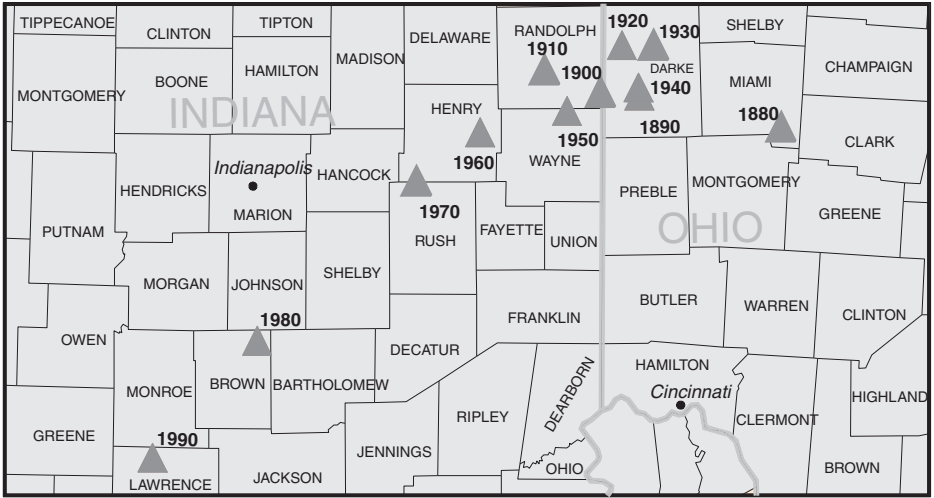 TIPPECANOE
CLINTON
TIPTON
DELAWARE
RANDOLPH
1920
1930
SHELBY
MONTGOMERY
BOONE
HAMILTON
MADISON
1910
1900
DARKE
1940
MIAMI
CHAMPAIGN
INDIANA
HENRY
1960
1950
WAYNE
1890
1880
CLARK
HENDRICKS
Indianapolis
MARION
HANCOCK
1970
RUSH
FAYETTE
UNION
PREBLE
MONTGOMERY
OHIO
GREENE
PUTNAM
MORGAN
JOHNSON
SHELBY
FRANKLIN
BUTLER
WARREN
CLINTON
OWEN
1980
BROWN
BARTHOLOMEW
DECATUR
DEARBORN
HAMILTON
Cincinnati
HIGHLAND
MONROE
RIPLEY
CLERMONT
GREENE
1990
LAWRENCE
JACKSON
JENNINGS
OHIO
BROWN